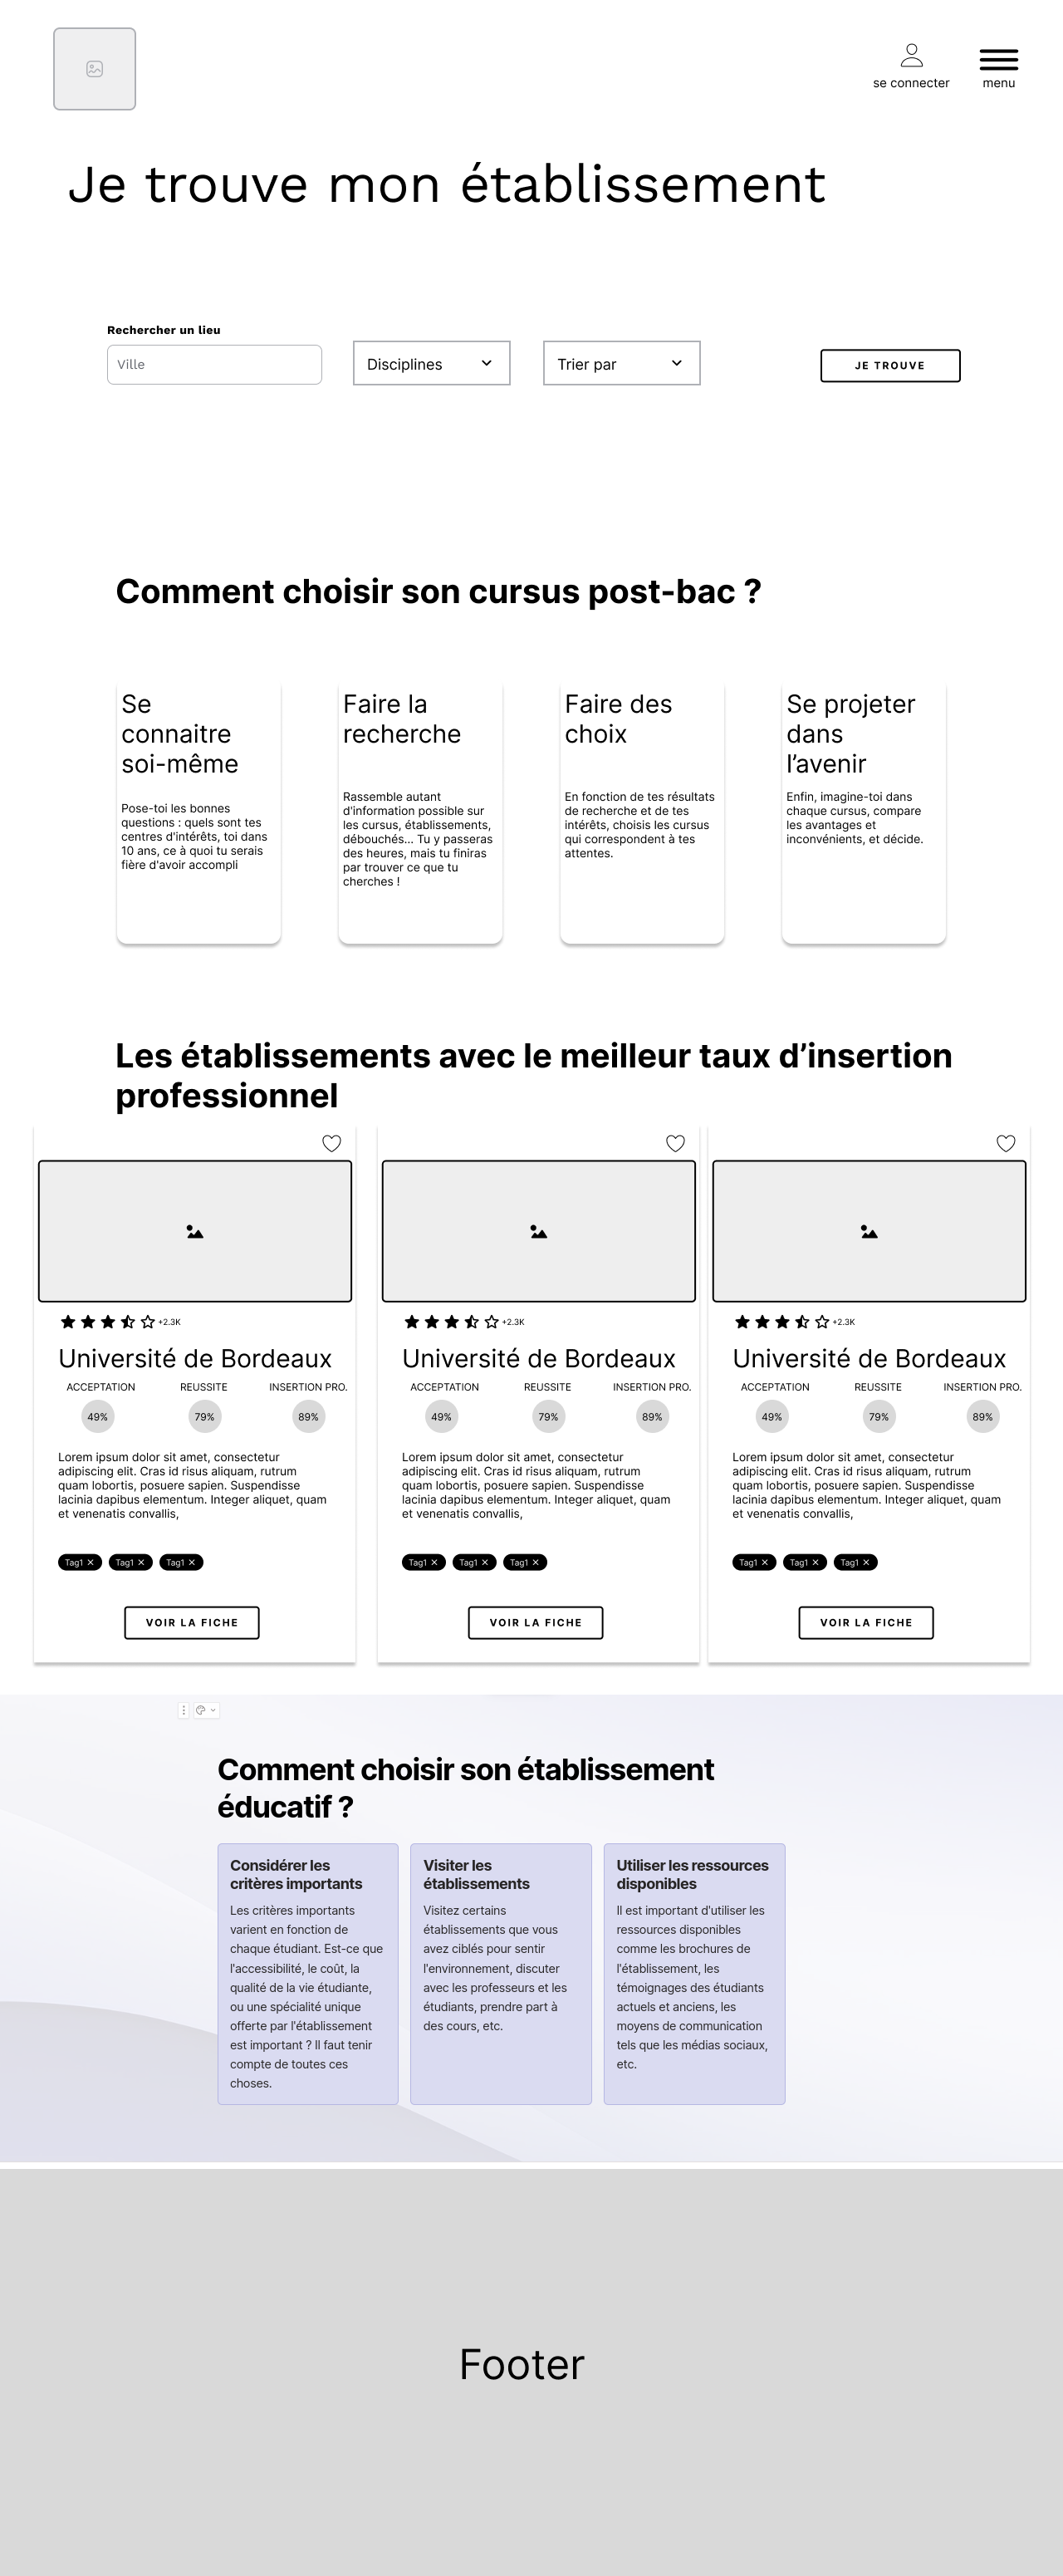 se connecter
menu
Je trouve mon établissement
Rechercher un lieu
Ville
Disciplines
Trier par
JE TROUVE
Comment choisir son cursus post-bac ?
Se
connaitre
soi-même
Pose-toi les bonnes
questions : quels sont tes
centres d'intérêts, toi dans
10 ans, ce à quoi tu serais
fière d'avoir accompli
Faire la
recherche
Rassemble autant
d'information possible sur
les cursus, établissements,
débouchés... Tu y passeras
des heures, mais tu finiras
par trouver ce que tu
cherches !
Faire des
choix
En fonction de tes résultats
de recherche et de tes
intérêts, choisis les cursus
qui correspondent à tes
attentes.
Se projeter
dans
l’avenir
Enfin, imagine-toi dans
chaque cursus, compare
les avantages et
inconvénients, et décide.
Les établissements avec le meilleur taux d’insertion
professionnel
+2.3K
Université de Bordeaux
ACCEPTATION REUSSITE INSERTION PRO.
49% 79% 89%
Lorem ipsum dolor sit amet, consectetur
adipiscing elit. Cras id risus aliquam, rutrum
quam lobortis, posuere sapien. Suspendisse
lacinia dapibus elementum. Integer aliquet, quam
et venenatis convallis,
Tag1 Tag1 Tag1
VOIR LA FICHE
+2.3K
Université de Bordeaux
ACCEPTATION REUSSITE INSERTION PRO.
49% 79% 89%
Lorem ipsum dolor sit amet, consectetur
adipiscing elit. Cras id risus aliquam, rutrum
quam lobortis, posuere sapien. Suspendisse
lacinia dapibus elementum. Integer aliquet, quam
et venenatis convallis,
Tag1 Tag1 Tag1
VOIR LA FICHE
+2.3K
Université de Bordeaux
ACCEPTATION REUSSITE INSERTION PRO.
49% 79% 89%
Lorem ipsum dolor sit amet, consectetur
adipiscing elit. Cras id risus aliquam, rutrum
quam lobortis, posuere sapien. Suspendisse
lacinia dapibus elementum. Integer aliquet, quam
et venenatis convallis,
Tag1 Tag1 Tag1
VOIR LA FICHE
Comment choisir son établissement
éducatif ?
Considérer les
critères importants
Les critères importants
varient en fonction de
chaque étudiant. Est-ce que
l'accessibilité, le coût, la
qualité de la vie étudiante,
ou une spécialité unique
offerte par l'établissement
est important ? Il faut tenir
compte de toutes ces
choses.
Visiter les
établissements
Visitez certains
établissements que vous
avez ciblés pour sentir
l'environnement, discuter
avec les professeurs et les
étudiants, prendre part à
des cours, etc.
Utiliser les ressources
disponibles
Il est important d'utiliser les
ressources disponibles
comme les brochures de
l'établissement, les
témoignages des étudiants
actuels et anciens, les
moyens de communication
tels que les médias sociaux,
etc.
Footer